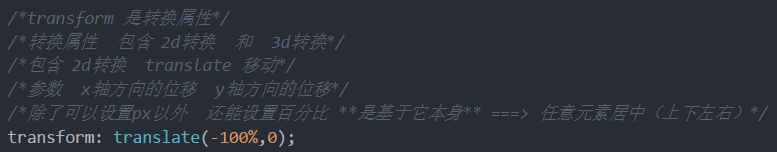 /*transform 是转换属性*/
/*转换属性  包含 2d转换  和  3d转换*/
/*包含 2d转换  translate 移动*/
/*参数  x轴方向的位移  y轴方向的位移*/
/*除了可以设置px以外  还能设置百分比 **是基于它本身** ===> 任意元素居中（上下左右）*/
transform: translate(-100%,0);